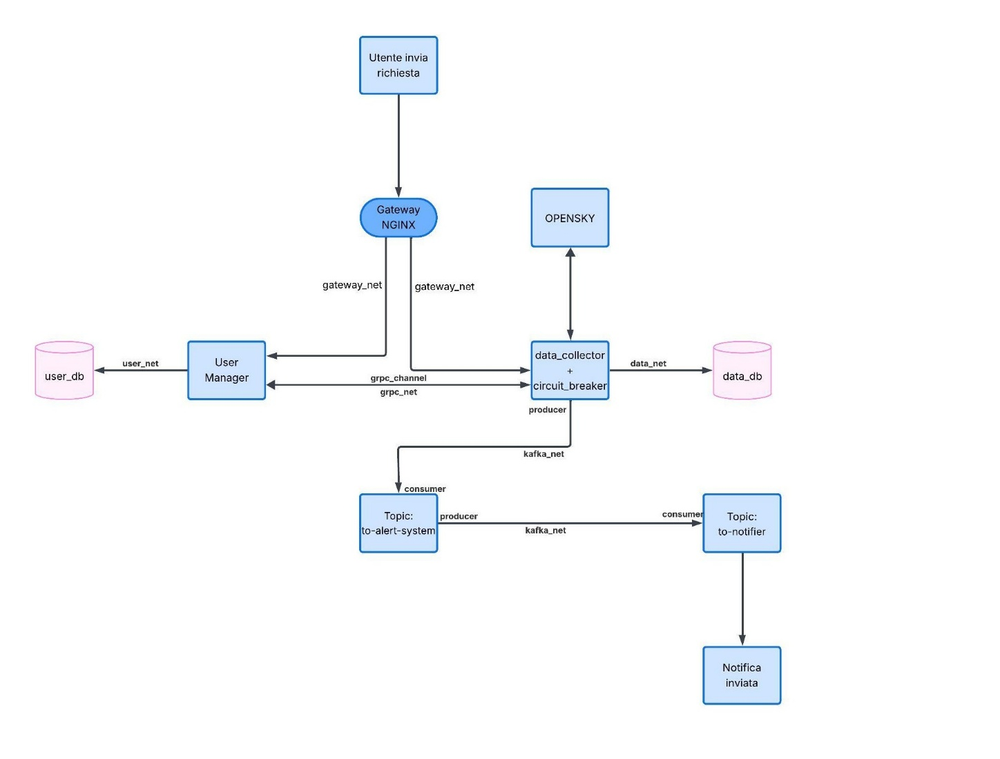 Utente invia
richiesta
Gateway
NGINX
OPENSKY
gateway_net
gateway_net
user_db
user_net
User
Manager
grpc_channel
grpc_net
data_collector
+
circuit_breaker
data_net
data_db
producer
kafka_net
consumer
Topic:
to-alert-system
producer
kafka_net
consumer
Topic:
to-notifier
Notifica
inviata